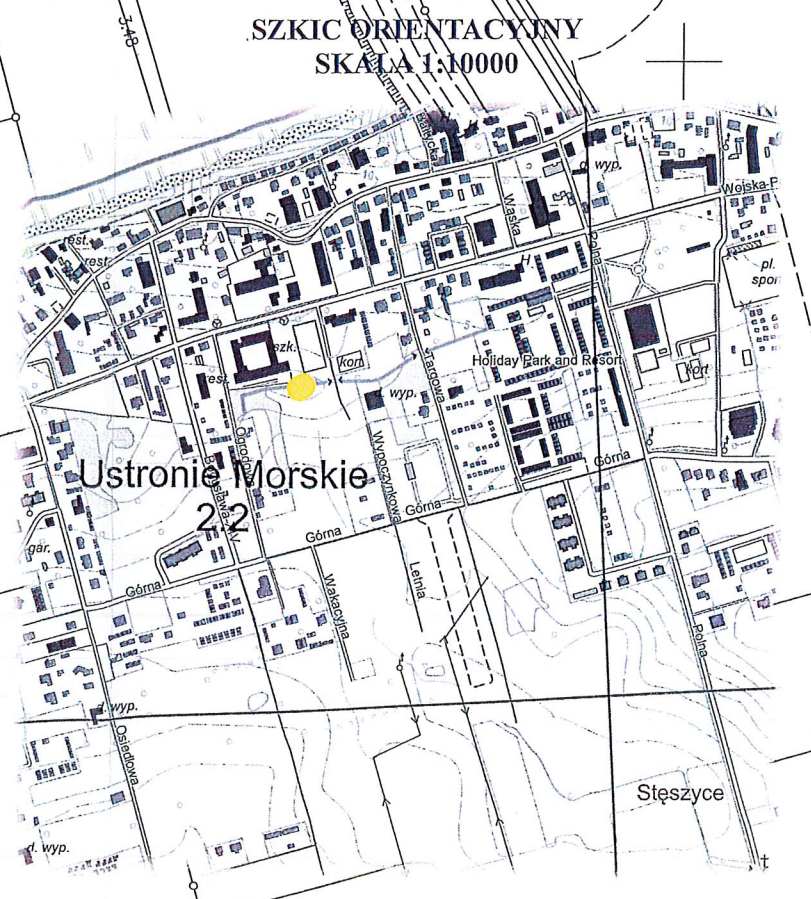 SZKIC ORIENTACYJNY
SKALA 1:10000
3.48
Bałtycka
d. wyp.
Wojska P
Wąska
rest.
rest.
H
Polna
pl.
spor
szk.
kort
Holiday Park and Resort
kort
Targowa
rest.
d. wyp.
Ogrodowa
Wypoczynkowa
Górna
Ustronie Morskie
2.2
Górna
Górna
gar.
Górna
Letnia
Wakacyjna
Polna
d. wyp.
Osiedlowa
Stęszyce
d. wyp.